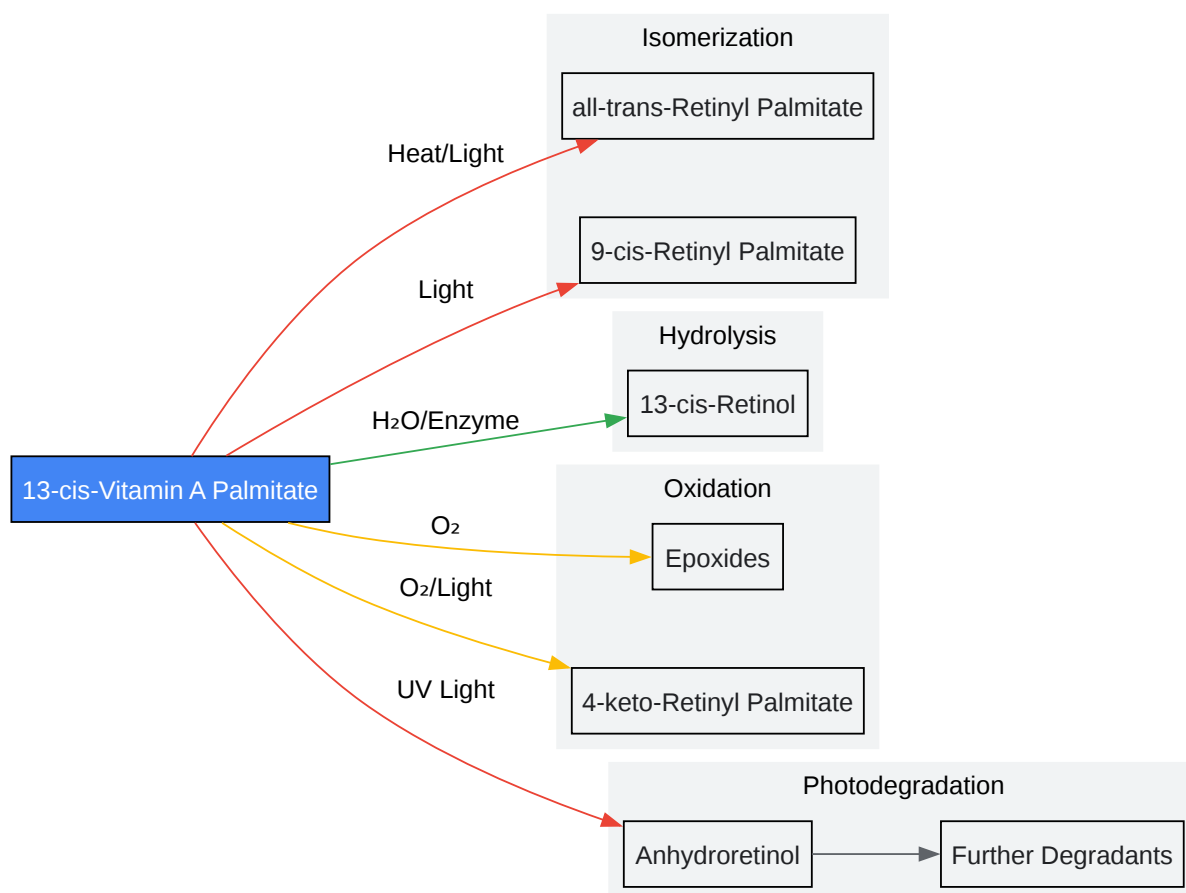 Isomerization
all-trans-Retinyl Palmitate
Heat/Light
9-cis-Retinyl Palmitate
Light
Hydrolysis
13-cis-Retinol
H₂O/Enzyme
13-cis-Vitamin A Palmitate
Oxidation
O₂
Epoxides
O₂/Light
4-keto-Retinyl Palmitate
UV Light
Photodegradation
Anhydroretinol
Further Degradants